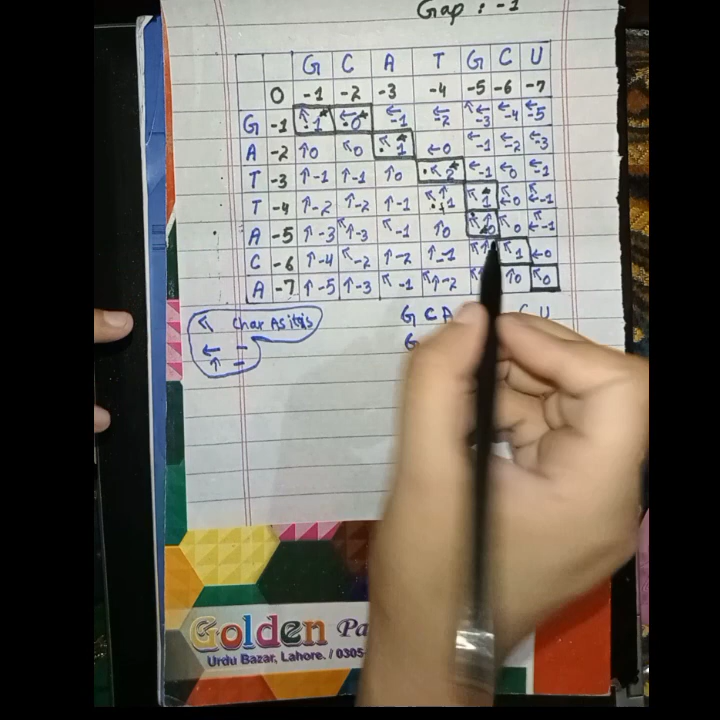 Gap : -1
G C A T G C U
0 -1 -2 -3 -4 -5 -6 -7
G -1 ↖1 ←0 ←-1 ←-2 ↖←-3 ←-4 ←-5
A -2 ↑0 ↖0 ↖1 ←0 ←-1 ←-2 ←-3
T -3 ↑-1 ↑-1 ↑0 ↖2 ←-1 ←0 ←-1
T -4 ↑-2 ↑-2 ↑-1 ↖↑1 ↖1 ←0 ↖←-1
A -5 ↑-3 ↖↑-3 ↖-1 ↑0 ↖↑0 ↖0 ↖←-1
C -6 ↑-4 ↖-2 ↑-2 ↑-1 ↖↑ ↖1 ←0
A -7 ↑-5 ↑-3 ↖-1 ↖↑-2 ↑0 ↖0
↖ char As it is
← –
↑ –
G C A C U
G
Golden Pa
Urdu Bazar, Lahore. / 0305-